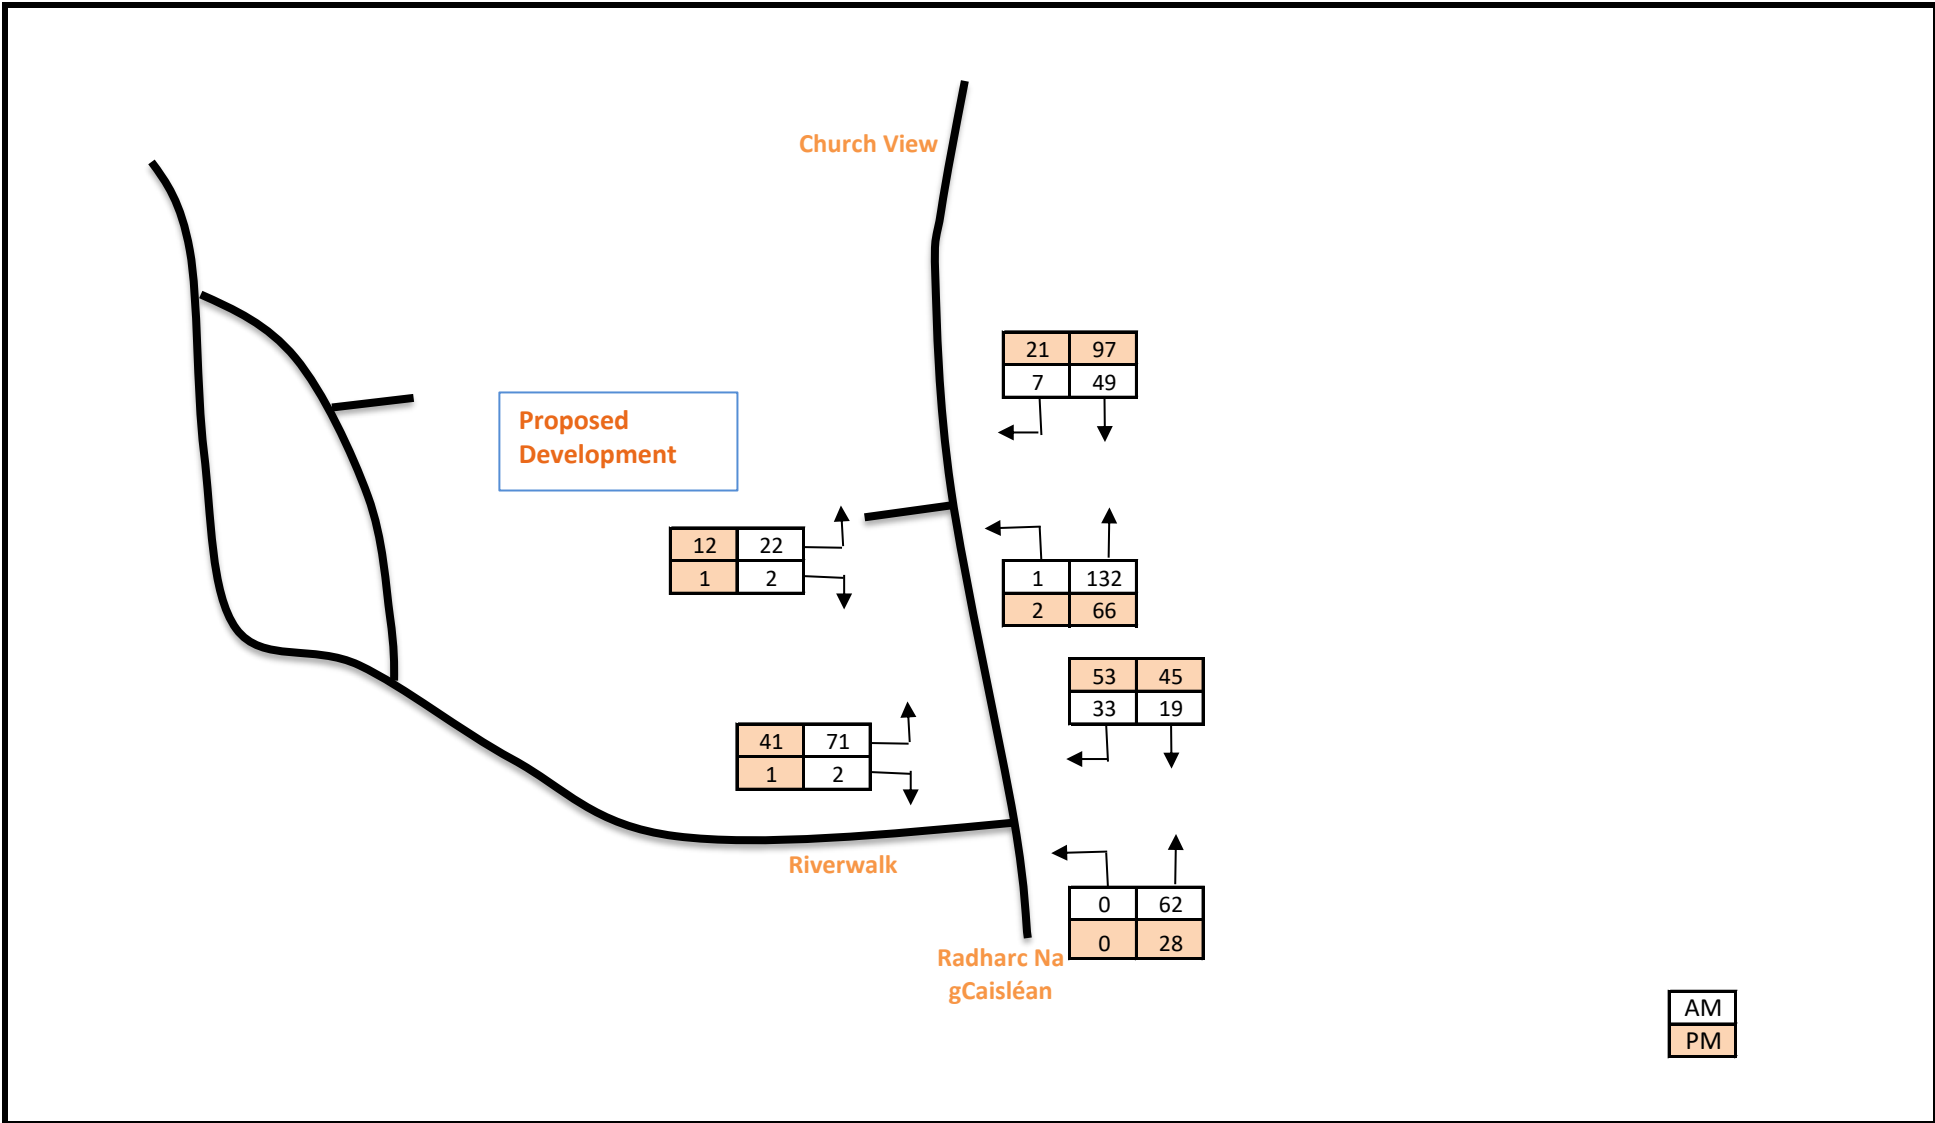 Church View
21 97
7 49
Proposed
Development
12 22
1 2
1 132
2 66
53 45
33 19
41 71
1 2
Riverwalk
0 62
0 28
Radharc Na
gCaisléan
AM
PM